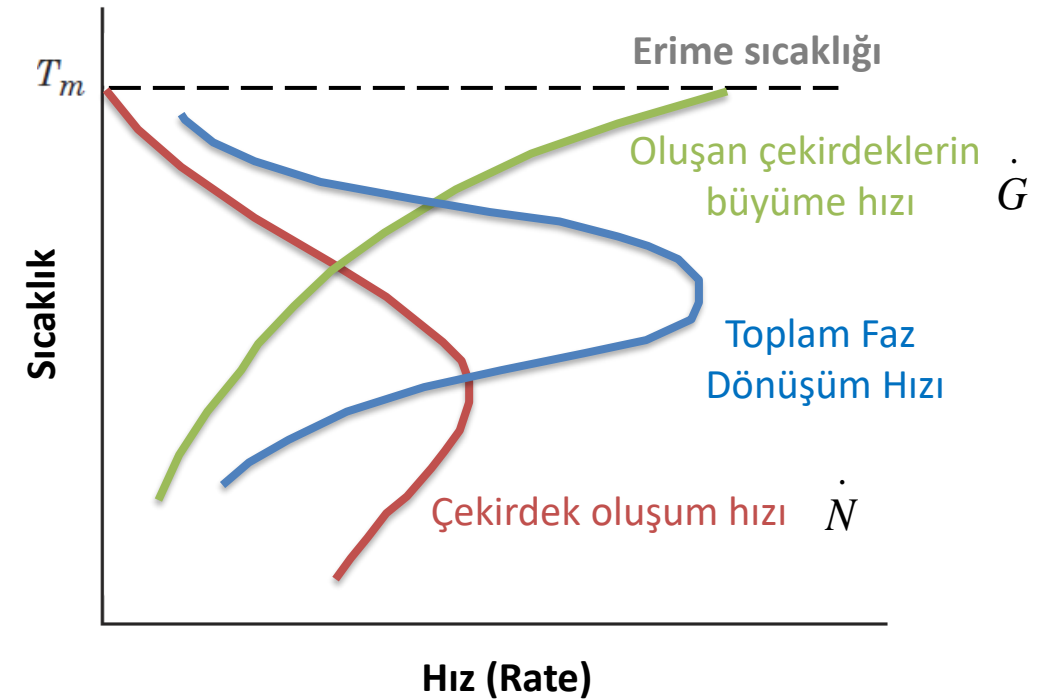 Erime sıcaklığı
T_m
Oluşan çekirdeklerin
büyüme hızı
Ġ
Sıcaklık
Toplam Faz
Dönüşüm Hızı
Çekirdek oluşum hızı
Ṅ
Hız (Rate)